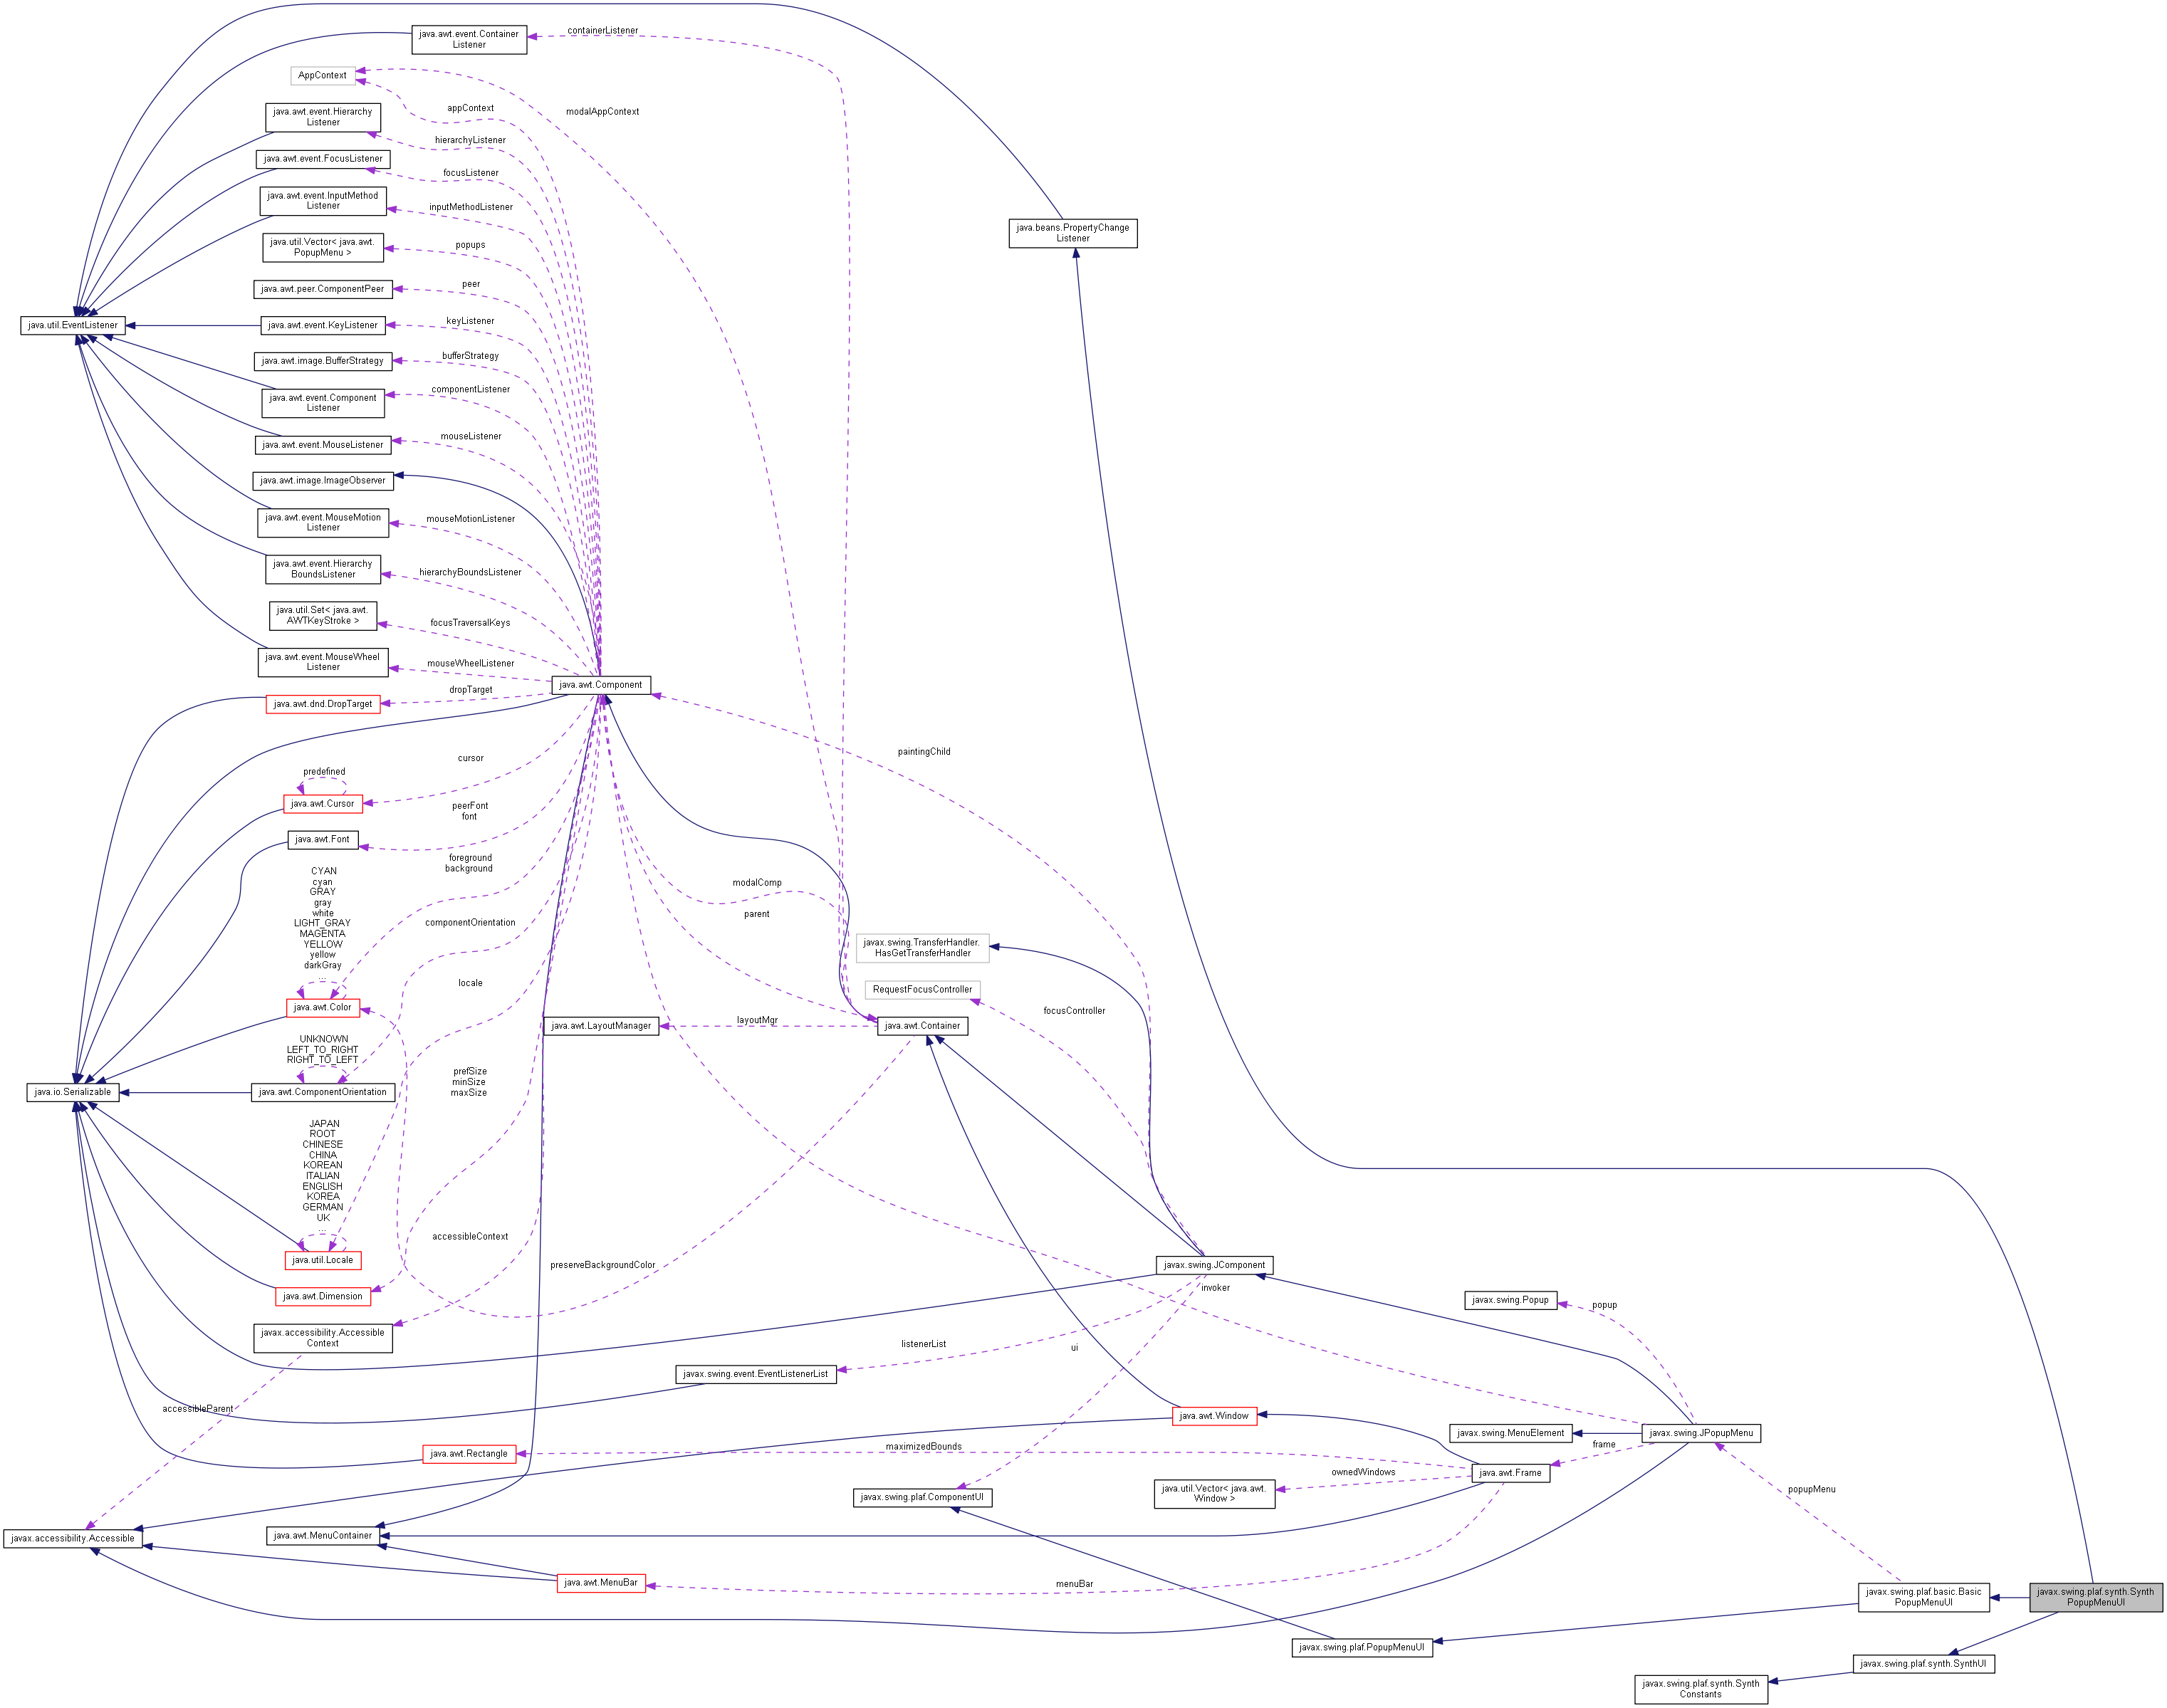 java.awt.event.Container
Listener
containerListener
AppContext
modalAppContext
appContext
java.awt.event.Hierarchy
Listener
hierarchyListener
java.awt.event.FocusListener
focusListener
java.awt.event.InputMethod
Listener
inputMethodListener
java.beans.PropertyChange
Listener
java.util.Vector< java.awt.
PopupMenu >
popups
java.awt.peer.ComponentPeer
peer
java.util.EventListener
java.awt.event.KeyListener
keyListener
java.awt.image.BufferStrategy
bufferStrategy
java.awt.event.Component
Listener
componentListener
java.awt.event.MouseListener
mouseListener
java.awt.image.ImageObserver
java.awt.event.MouseMotion
Listener
mouseMotionListener
java.awt.event.Hierarchy
BoundsListener
hierarchyBoundsListener
java.util.Set< java.awt.
AWTKeyStroke >
focusTraversalKeys
java.awt.event.MouseWheel
Listener
mouseWheelListener
java.awt.Component
java.awt.dnd.DropTarget
dropTarget
paintingChild
cursor
predefined
java.awt.Cursor
peerFont
font
java.awt.Font
foreground
background
CYAN
cyan
GRAY
gray
white
LIGHT_GRAY
MAGENTA
YELLOW
yellow
darkGray
...
java.awt.Color
modalComp
parent
componentOrientation
javax.swing.TransferHandler.
HasGetTransferHandler
locale
RequestFocusController
focusController
java.awt.LayoutManager
layoutMgr
java.awt.Container
UNKNOWN
LEFT_TO_RIGHT
RIGHT_TO_LEFT
java.io.Serializable
java.awt.ComponentOrientation
prefSize
minSize
maxSize
JAPAN
ROOT
CHINESE
CHINA
KOREAN
ITALIAN
ENGLISH
KOREA
GERMAN
UK
...
java.util.Locale
accessibleContext
preserveBackgroundColor
javax.swing.JComponent
invoker
java.awt.Dimension
javax.swing.Popup
popup
javax.accessibility.Accessible
Context
listenerList
ui
javax.swing.event.EventListenerList
accessibleParent
java.awt.Window
javax.swing.MenuElement
javax.swing.JPopupMenu
java.awt.Rectangle
maximizedBounds
frame
java.awt.Frame
ownedWindows
java.util.Vector< java.awt.
Window >
popupMenu
javax.swing.plaf.ComponentUI
javax.accessibility.Accessible
java.awt.MenuContainer
java.awt.MenuBar
menuBar
javax.swing.plaf.basic.Basic
PopupMenuUI
javax.swing.plaf.synth.Synth
PopupMenuUI
javax.swing.plaf.PopupMenuUI
javax.swing.plaf.synth.SynthUI
javax.swing.plaf.synth.Synth
Constants